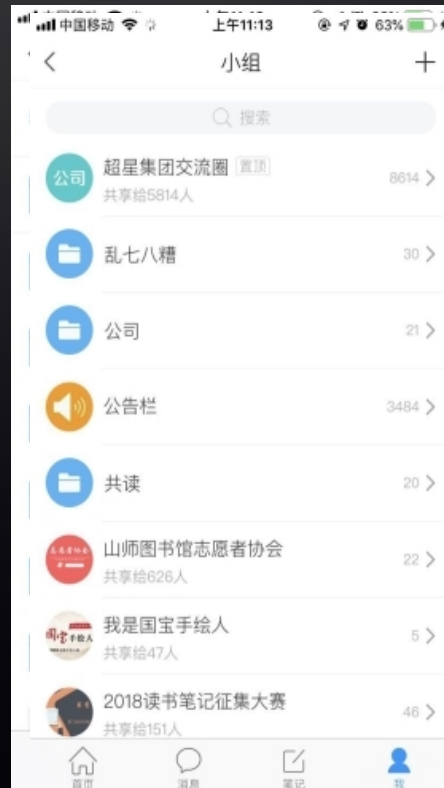 中国移动 上午11:13 63%
小组
搜索
公司 超星集团交流圈 置顶 8614
共享给5814人
乱七八糟 30
公司 21
公告栏 3484
共读 20
山师图书馆志愿者协会 22
共享给626人
我是国宝手绘人 5
共享给47人
2018读书笔记征集大赛 46
共享给151人
首页 消息 笔记 我